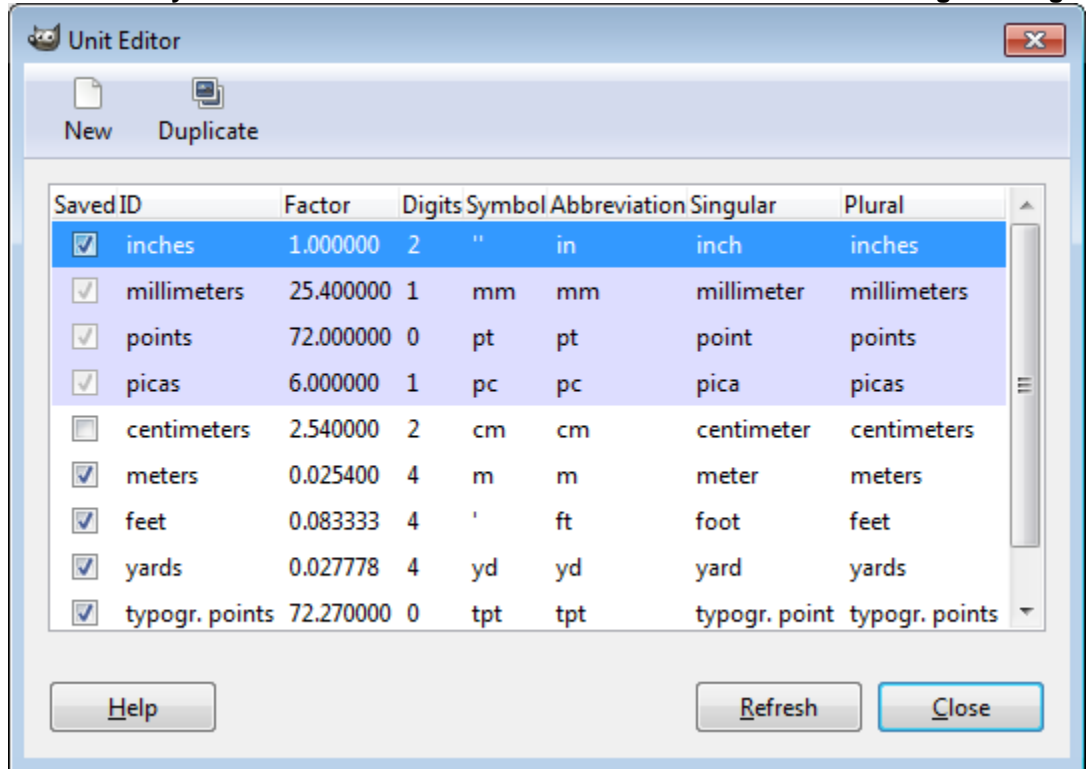 Unit Editor
New Duplicate
Saved ID Factor Digits Symbol Abbreviation Singular Plural
inches 1.000000 2 '' in inch inches
millimeters 25.400000 1 mm mm millimeter millimeters
points 72.000000 0 pt pt point points
picas 6.000000 1 pc pc pica picas
centimeters 2.540000 2 cm cm centimeter centimeters
meters 0.025400 4 m m meter meters
feet 0.083333 4 ' ft foot feet
yards 0.027778 4 yd yd yard yards
typogr. points 72.270000 0 tpt tpt typogr. point typogr. points
Help Refresh Close